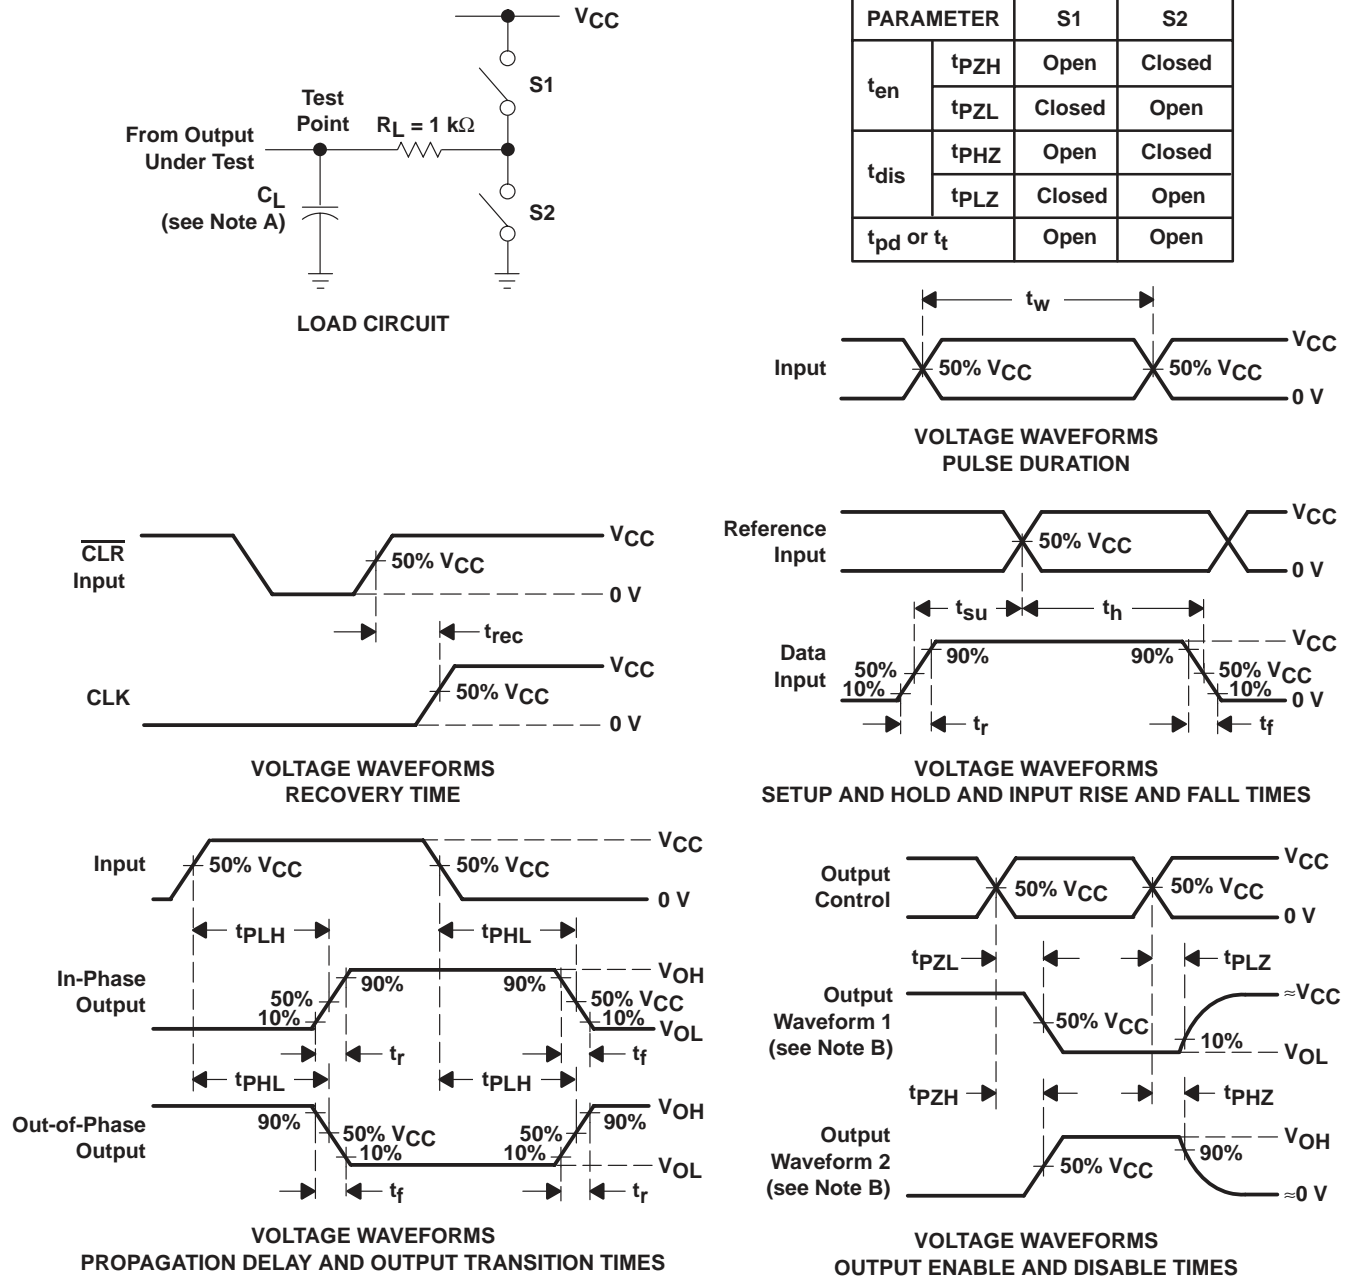 VCC
S1
Test
Point
RL = 1 kΩ
From Output
Under Test
CL
(see Note A)
S2
LOAD CIRCUIT
PARAMETER S1 S2
ten tPZH Open Closed
tPZL Closed Open
tdis tPHZ Open Closed
tPLZ Closed Open
tpd or tt Open Open
tw
Input 50% VCC 50% VCC VCC
0 V
VOLTAGE WAVEFORMS
PULSE DURATION
CLR
Input
50% VCC
VCC
0 V
trec
CLK
50% VCC
VCC
0 V
VOLTAGE WAVEFORMS
RECOVERY TIME
Reference
Input
50% VCC
VCC
0 V
tsu th
Data
Input
50%
10%
90% 90%
VCC
50% VCC
10%
0 V
tr tf
VOLTAGE WAVEFORMS
SETUP AND HOLD AND INPUT RISE AND FALL TIMES
Input 50% VCC 50% VCC
VCC
0 V
tPLH tPHL
In-Phase
Output
50%
10%
90% 90%
VOH
50% VCC
10%
VOL
tr tf
tPHL tPLH
Out-of-Phase
Output
90%
50% VCC
10%
50%
10%
90%
VOH
VOL
tf tr
VOLTAGE WAVEFORMS
PROPAGATION DELAY AND OUTPUT TRANSITION TIMES
Output
Control
50% VCC 50% VCC
VCC
0 V
tPZL tPLZ
Output
Waveform 1
(see Note B)
50% VCC
≈VCC
10%
VOL
tPZH tPHZ
Output
Waveform 2
(see Note B)
50% VCC
VOH
90%
≈0 V
VOLTAGE WAVEFORMS
OUTPUT ENABLE AND DISABLE TIMES